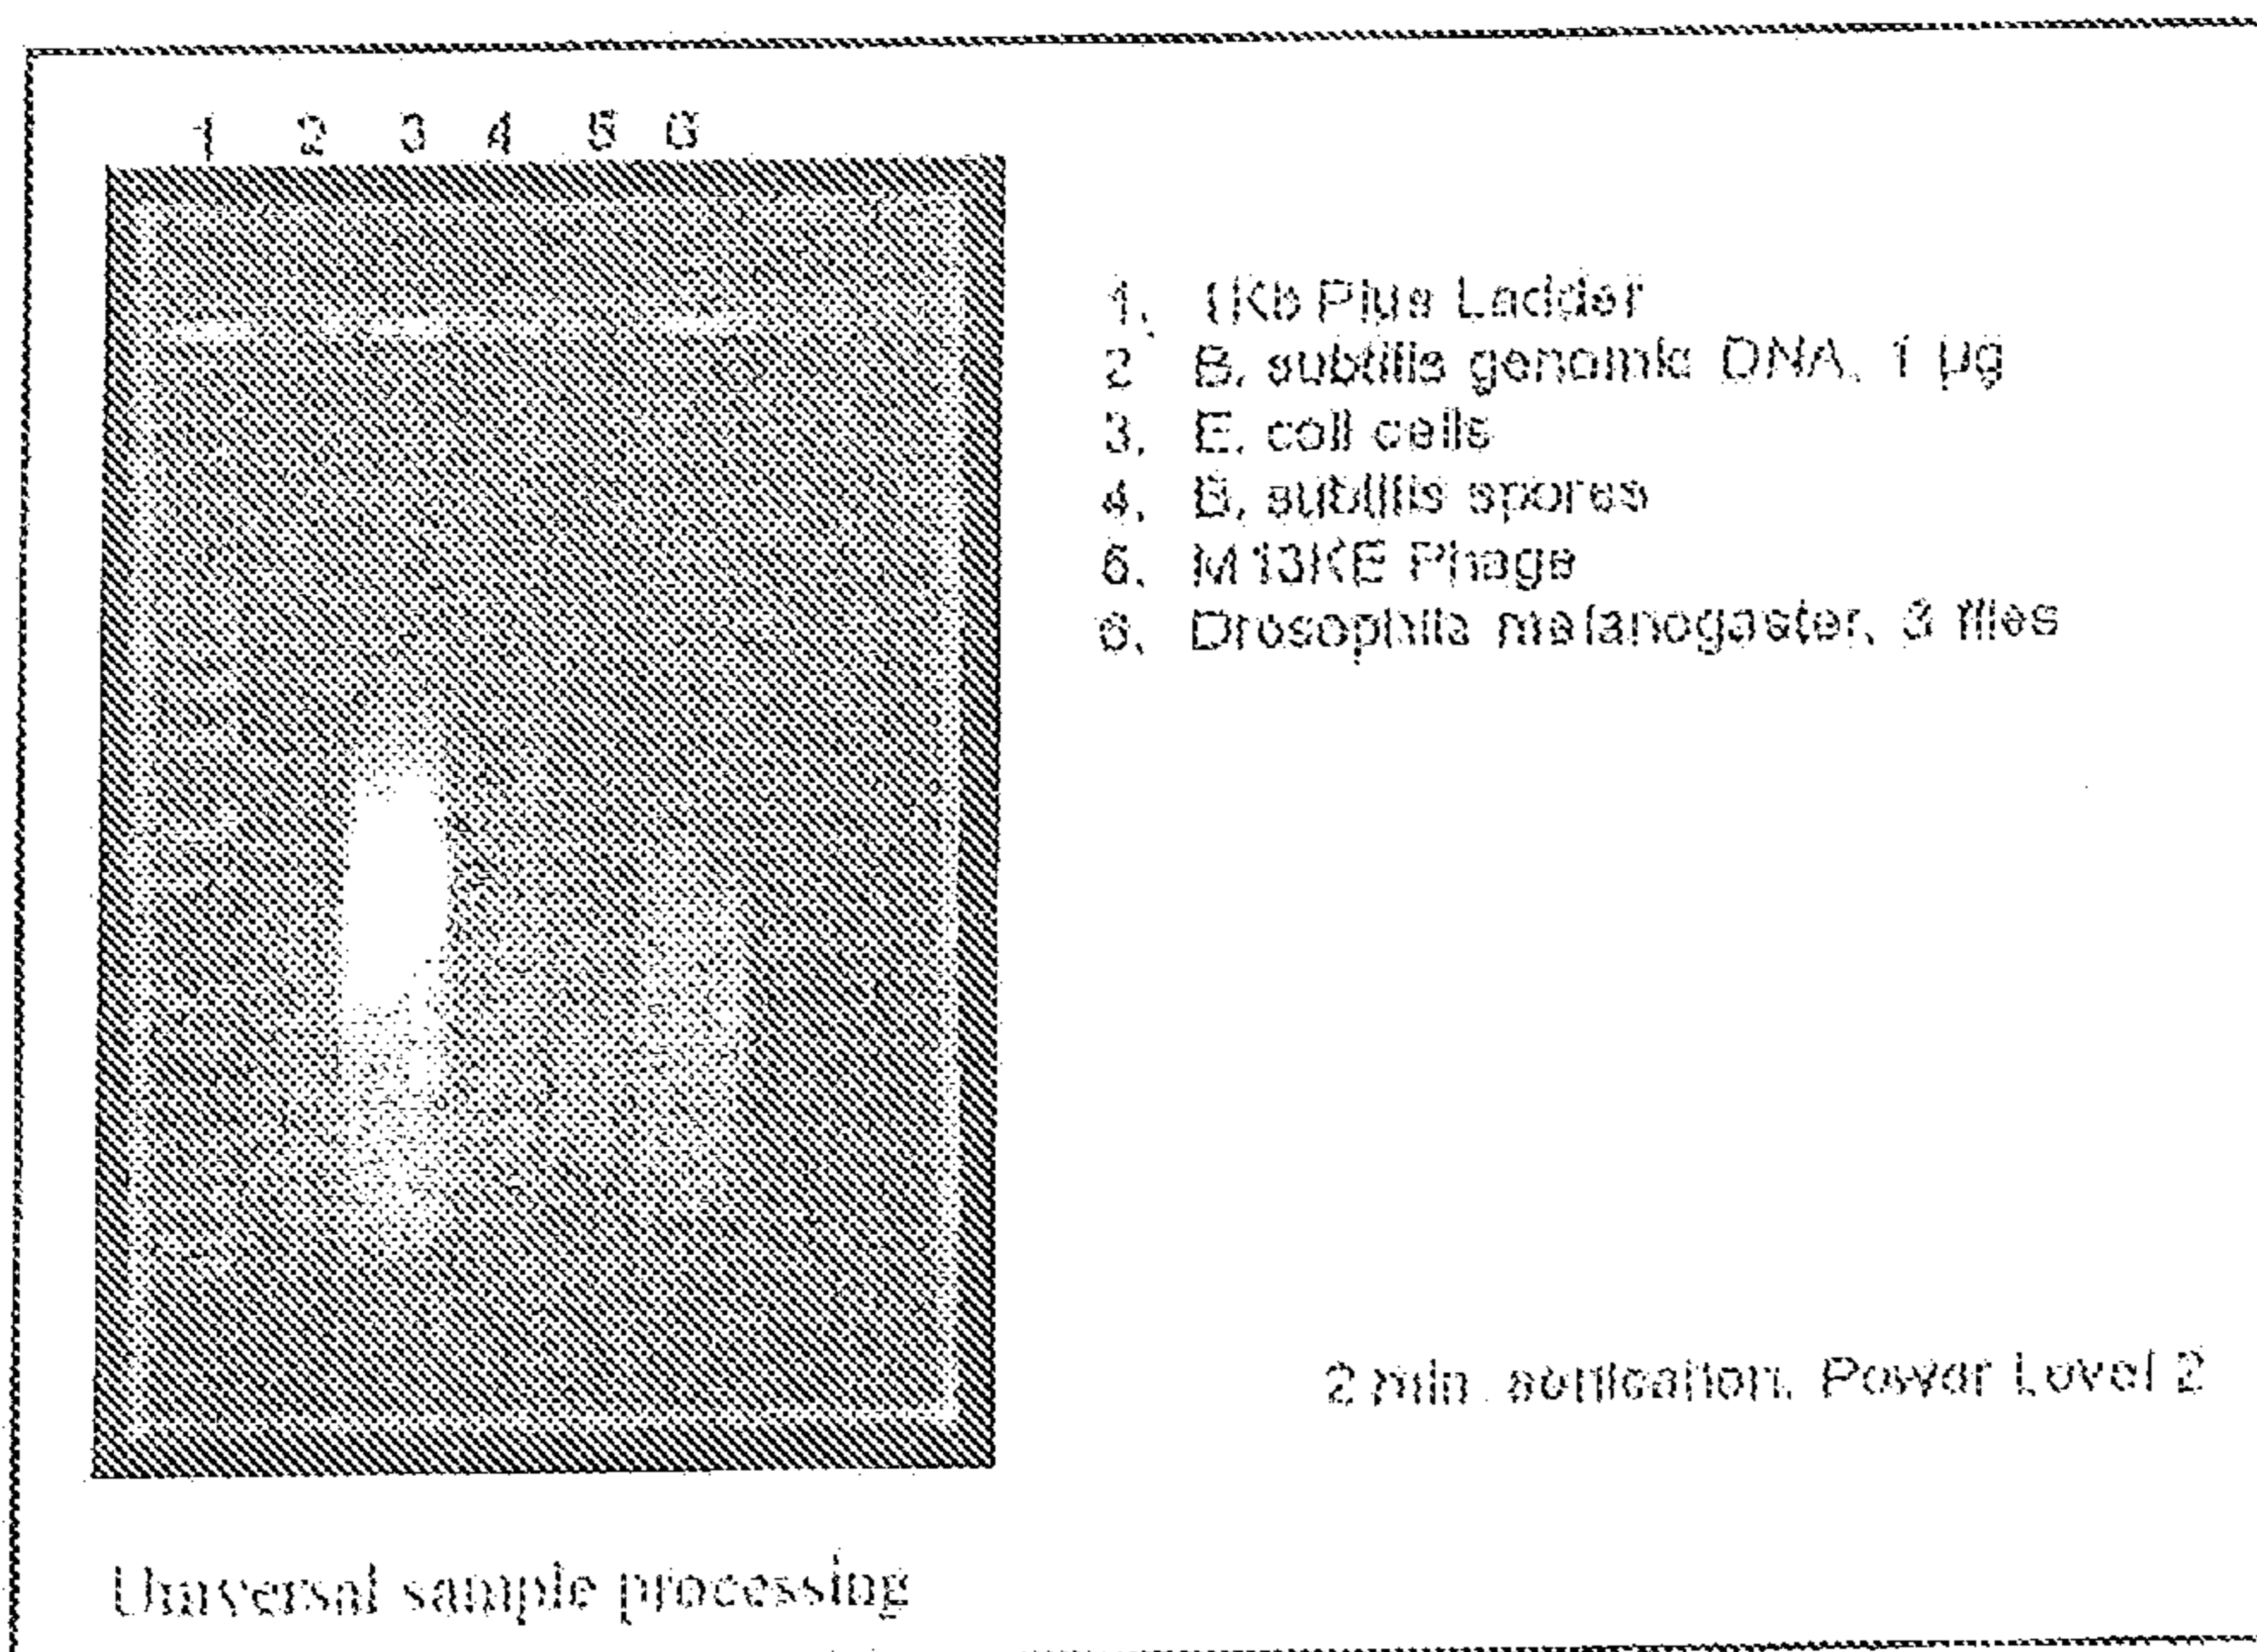 1 2 3 4 5 6
1. 1Kb Plus Ladder
2 B. subtilis genomic DNA, 1 µg
3. E. coli cells
4. B. subtilis spores
5. M13KE Phage
6. Drosophila melanogaster, 3 flies
2 min. sonication, Power Level 2
Universal sample processing